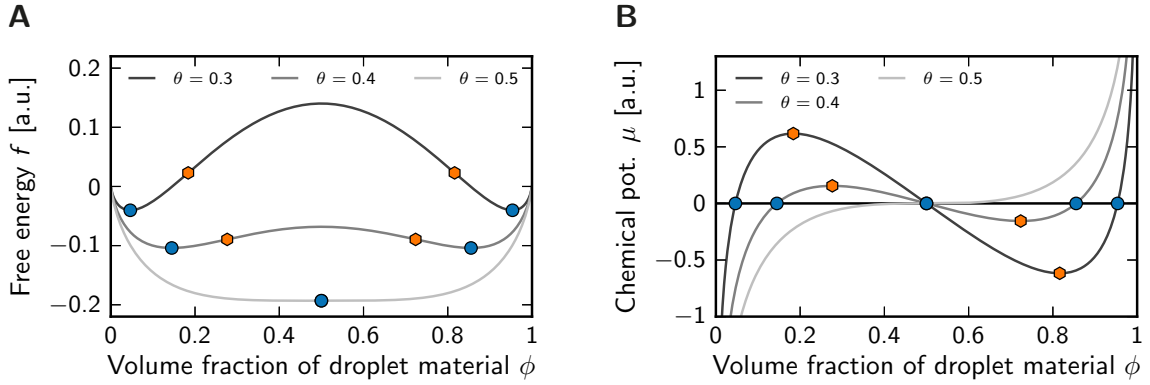 A
θ = 0.3 θ = 0.4 θ = 0.5
0.2
0.1
0
−0.1
−0.2
Free energy f [a.u.]
0 0.2 0.4 0.6 0.8 1
Volume fraction of droplet material ϕ
B
θ = 0.3 θ = 0.5
θ = 0.4
1
0.5
0
−0.5
−1
Chemical pot. μ [a.u.]
0 0.2 0.4 0.6 0.8 1
Volume fraction of droplet material ϕ